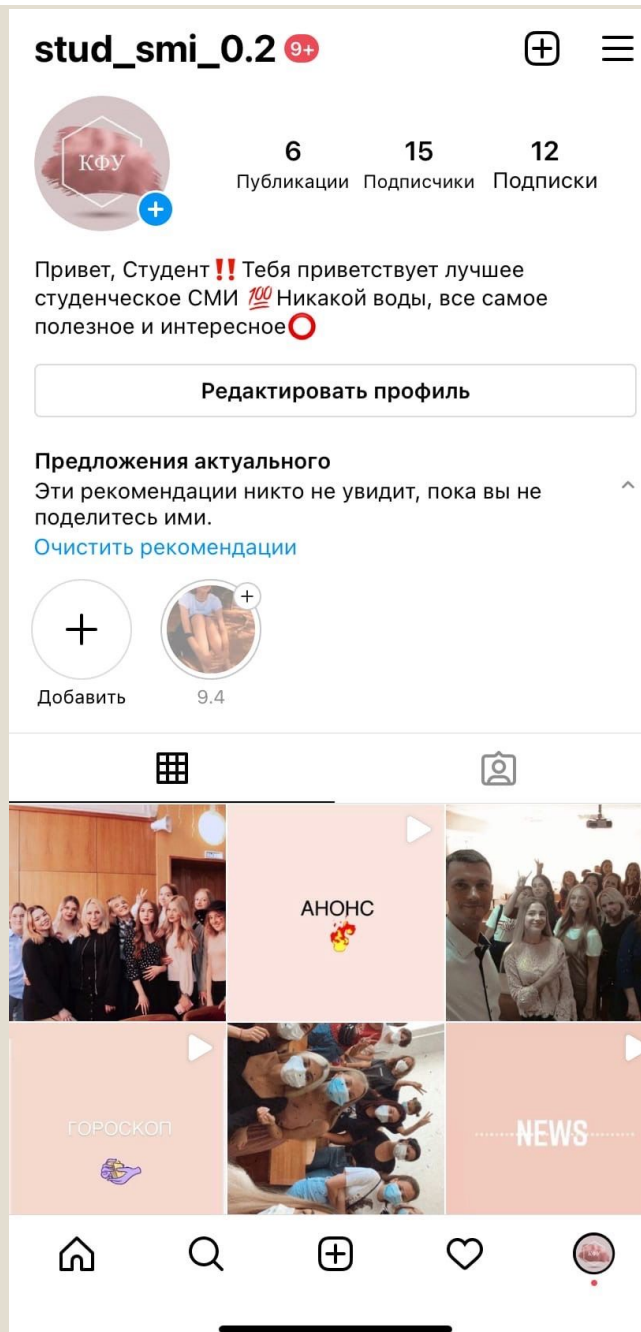 stud_smi_0.2 9+
КФУ
6 15 12
Публикации Подписчики Подписки
Привет, Студент‼️Тебя приветствует лучшее
студенческое СМИ 💯Никакой воды, все самое
полезное и интересное⭕
Редактировать профиль
Предложения актуального
Эти рекомендации никто не увидит, пока вы не
поделитесь ими.
Очистить рекомендации
Добавить 9.4
АНОНС
ГОРОСКОП
NEWS